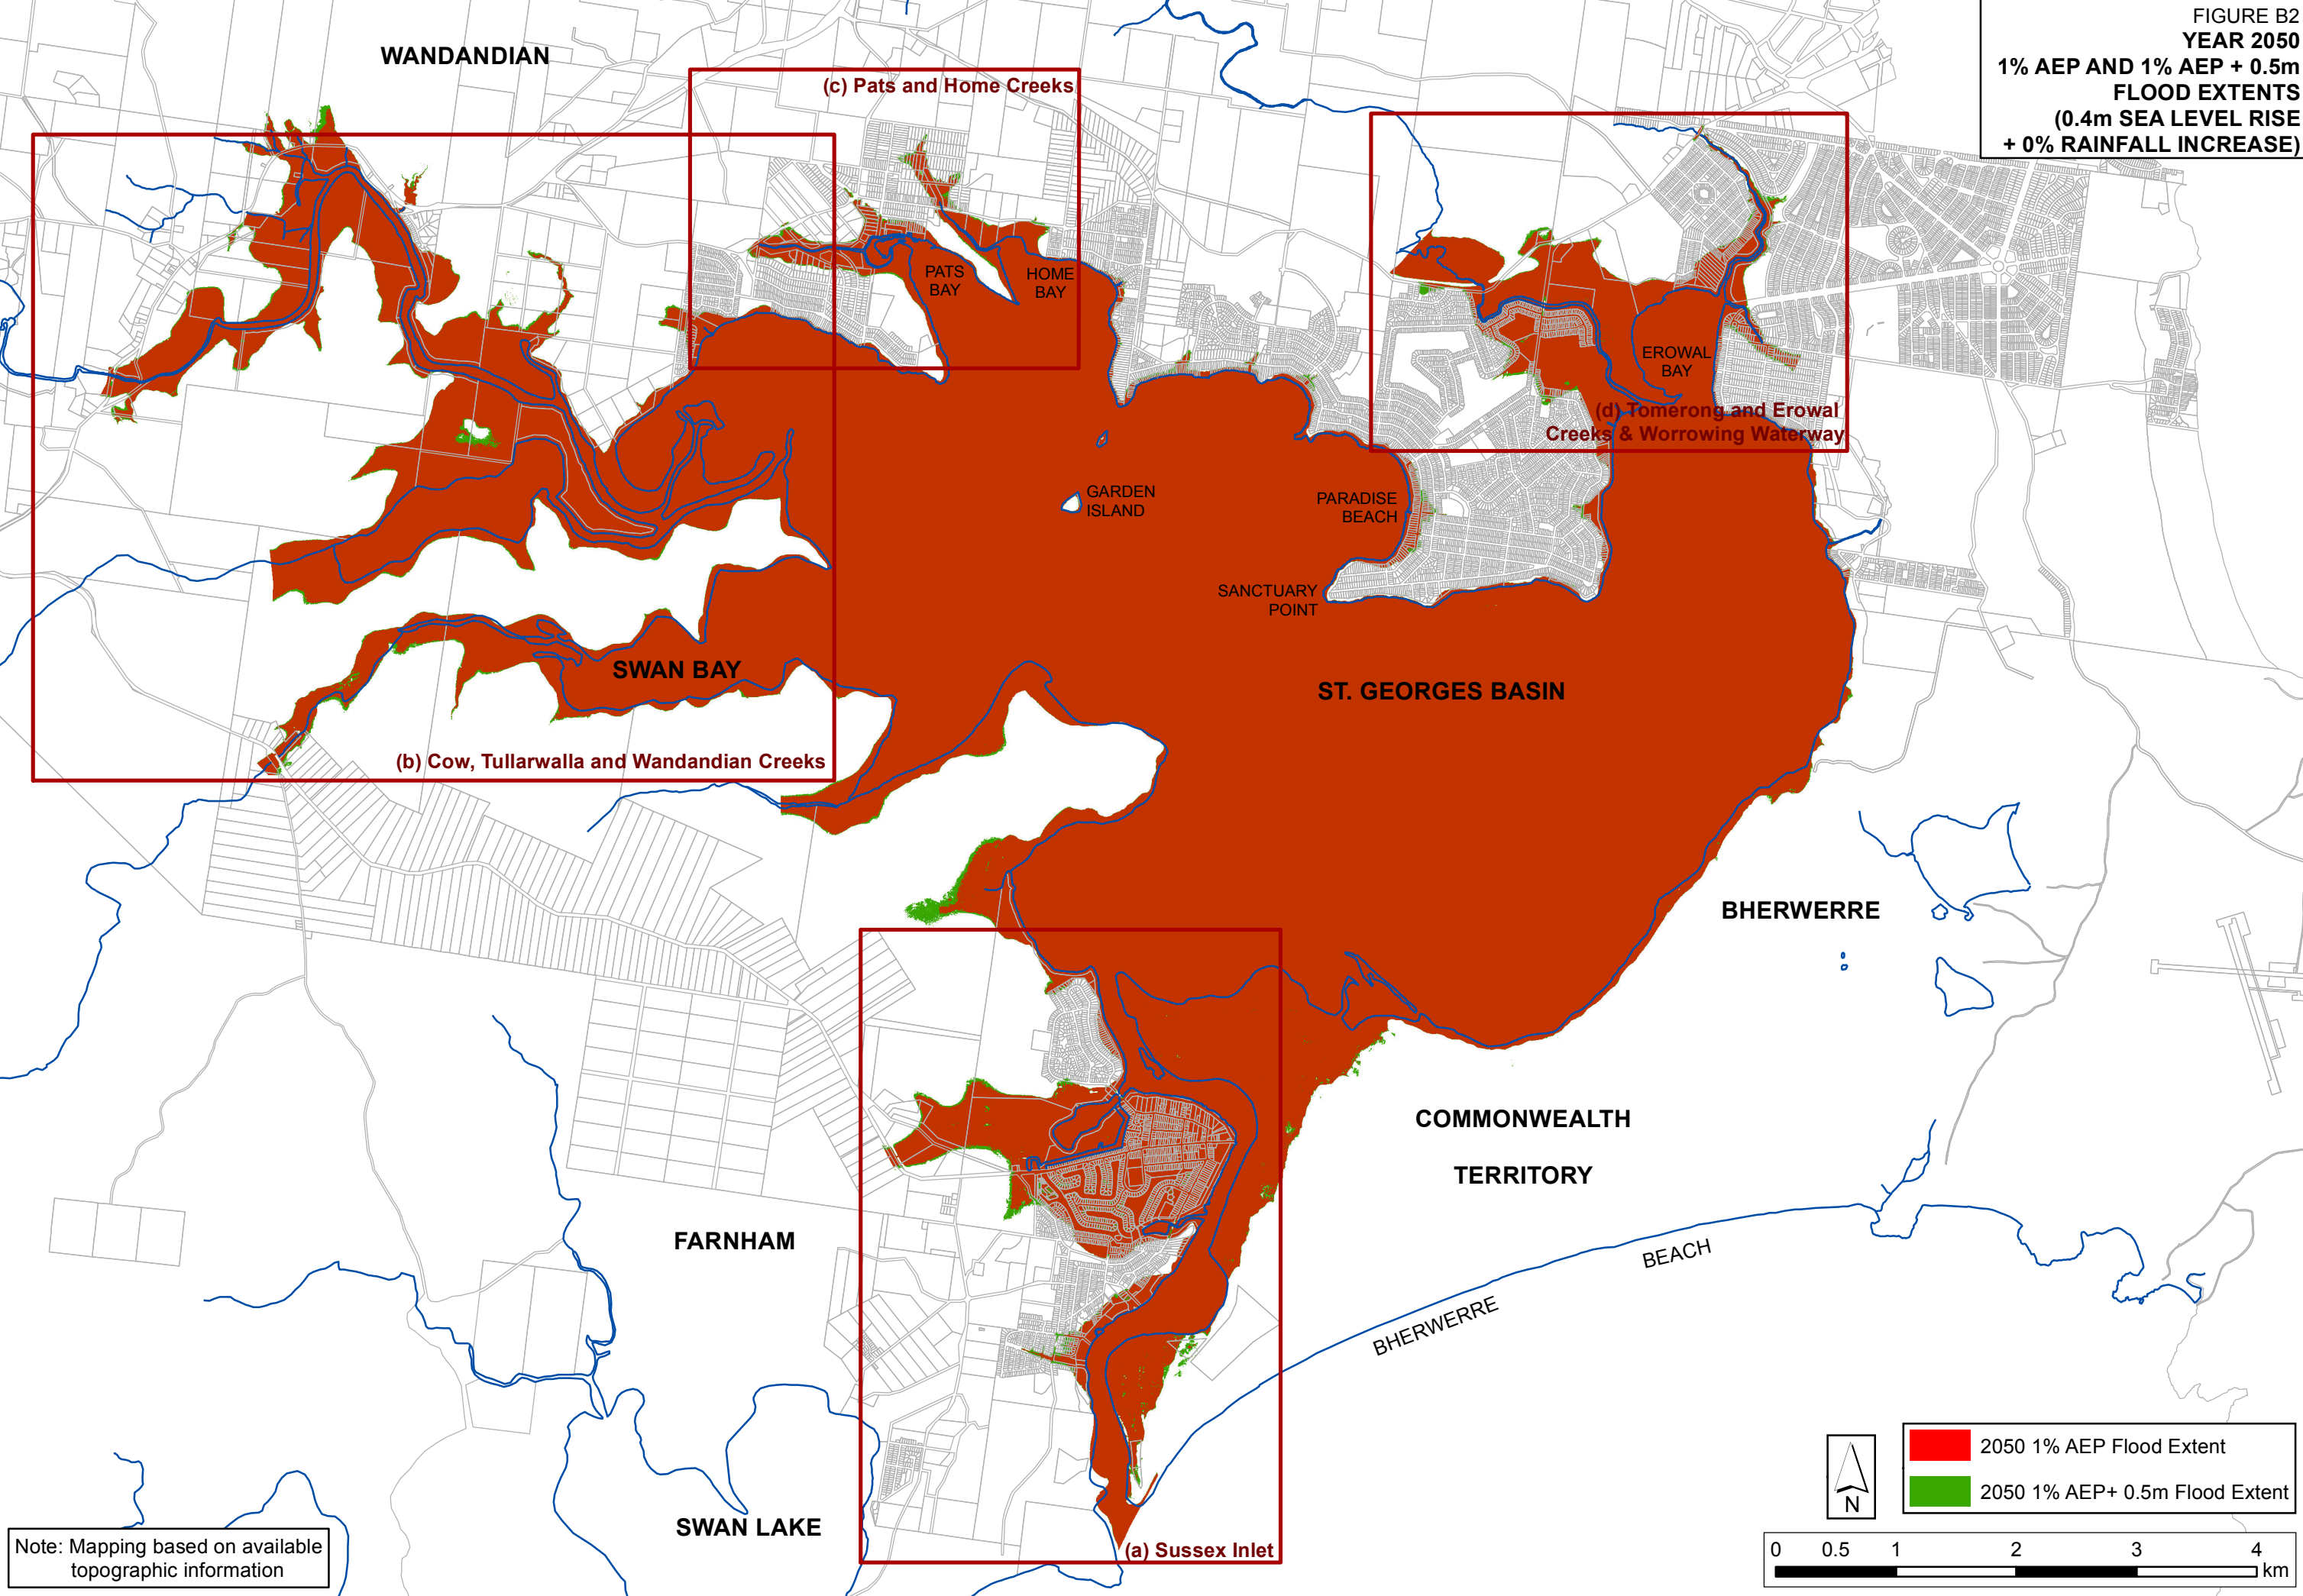 FIGURE B2
YEAR 2050
1% AEP AND 1% AEP + 0.5m
FLOOD EXTENTS
(0.4m SEA LEVEL RISE
+ 0% RAINFALL INCREASE)
WANDANDIAN
(c) Pats and Home Creeks
PATS
BAY
HOME
BAY
EROWAL
BAY
(d) Tomerong and Erowal
Creeks & Worrowing Waterway
GARDEN
ISLAND
PARADISE
BEACH
SANCTUARY
POINT
SWAN BAY
ST. GEORGES BASIN
(b) Cow, Tullarwalla and Wandandian Creeks
BHERWERRE
COMMONWEALTH
TERRITORY
FARNHAM
BHERWERRE
BEACH
SWAN LAKE
(a) Sussex Inlet
2050 1% AEP Flood Extent
2050 1% AEP+ 0.5m Flood Extent
N
0 0.5 1 2 3 4
km
Note: Mapping based on available
topographic information